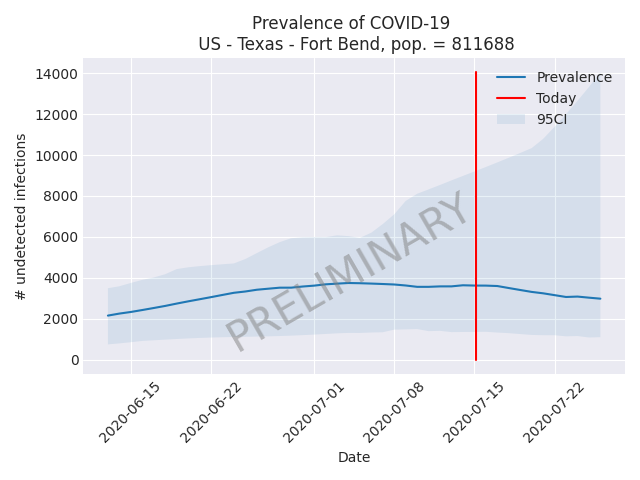 Prevalence of COVID-19
US - Texas - Fort Bend, pop. = 811688
14000
12000
10000
8000
6000
4000
2000
0
# undetected infections
Prevalence
Today
95CI
PRELIMINARY
2020-06-15
2020-06-22
2020-07-01
2020-07-08
2020-07-15
2020-07-22
Date